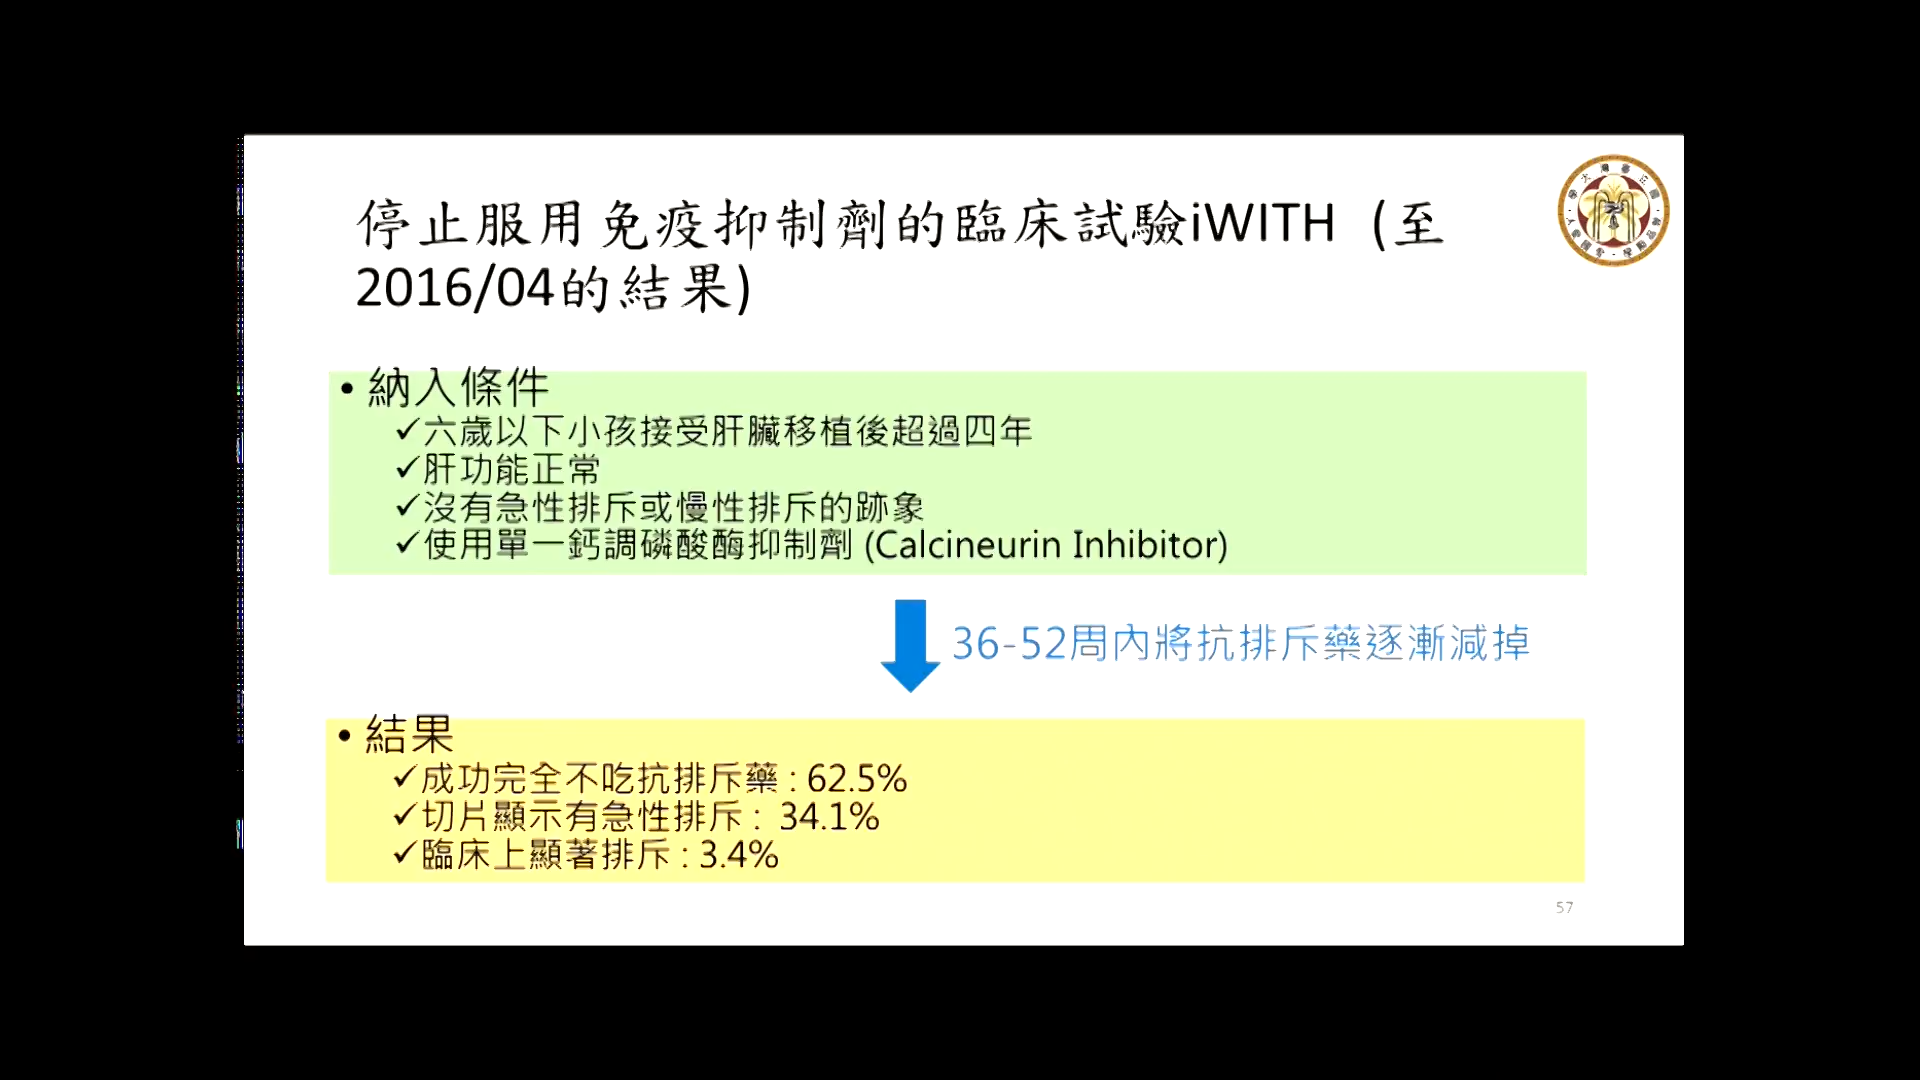 停止服用免疫抑制劑的臨床試驗iWITH (至
2016/04的結果)
• 納入條件
✓六歲以下小孩接受肝臟移植後超過四年
✓肝功能正常
✓沒有急性排斥或慢性排斥的跡象
✓使用單一鈣調磷酸酶抑制劑 (Calcineurin Inhibitor)
36-52周內將抗排斥藥逐漸減掉
• 結果
✓成功完全不吃抗排斥藥 : 62.5%
✓切片顯示有急性排斥 : 34.1%
✓臨床上顯著排斥 : 3.4%
57